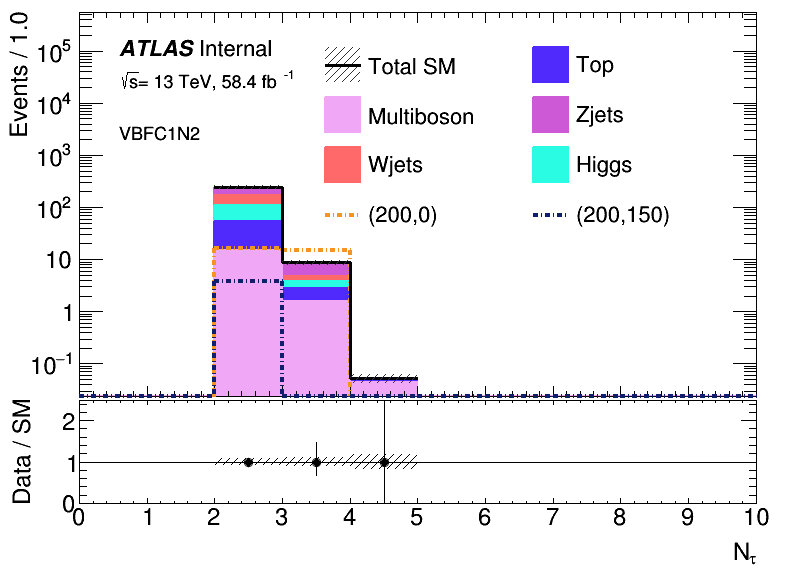 Events / 1.0
10⁵
10⁴
10³
10²
10
1
10⁻¹
ATLAS Internal
√s= 13 TeV, 58.4 fb ⁻¹
VBFC1N2
Total SM
Top
Multiboson
Zjets
Wjets
Higgs
(200,0)
(200,150)
Data / SM
2
1
0
0 1 2 3 4 5 6 7 8 9 10
N_τ